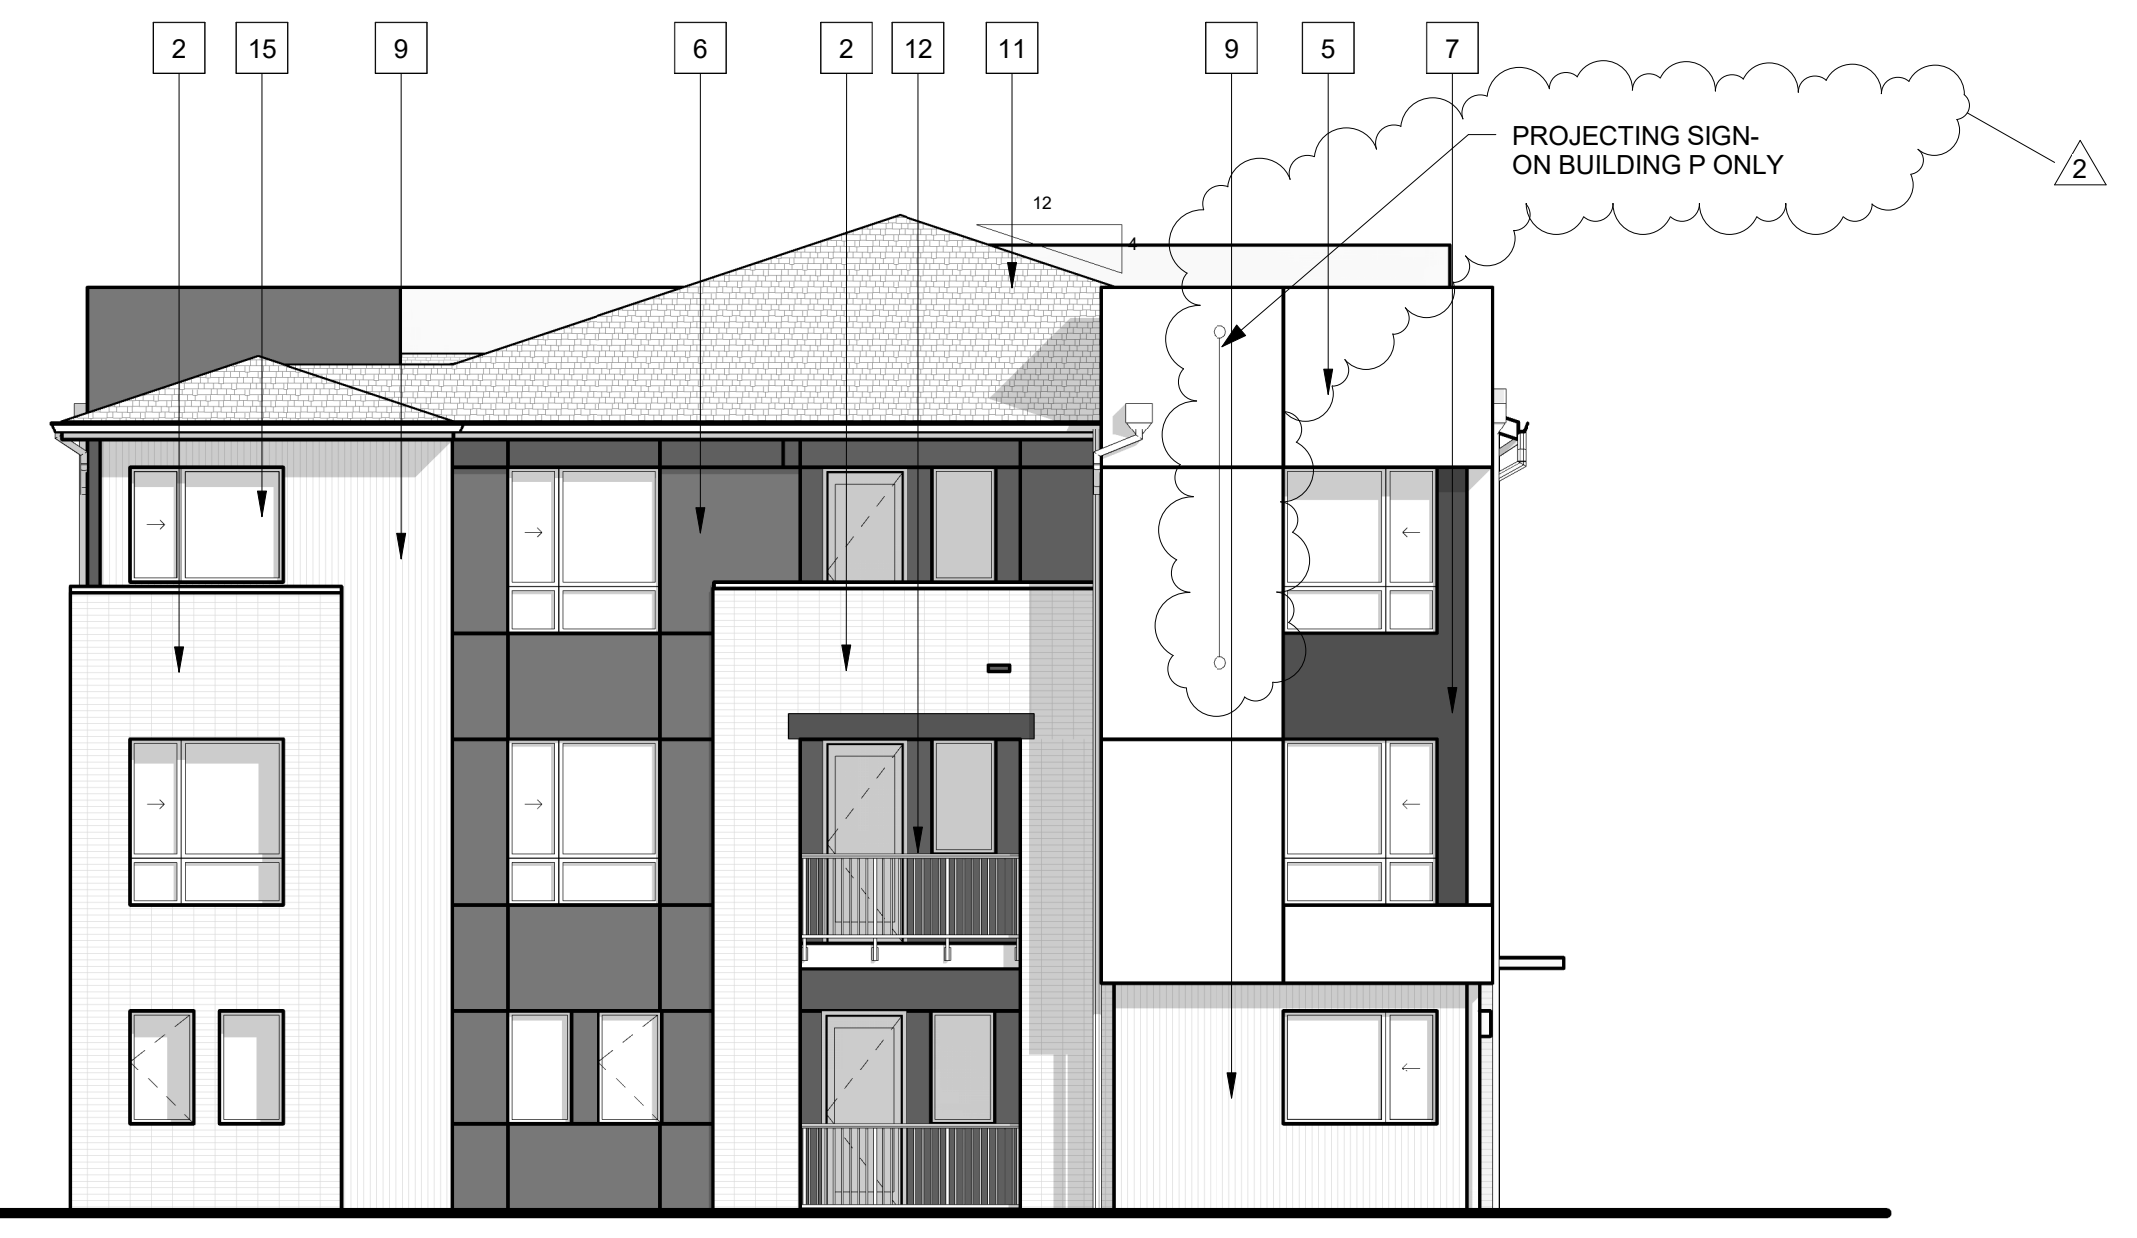 2 15 9 6 2 12 11 9 5 7
PROJECTING SIGN-
ON BUILDING P ONLY
2
12
4